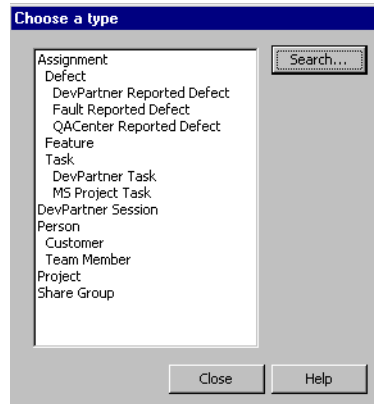 Choose a type
Assignment
Defect
DevPartner Reported Defect
Fault Reported Defect
QACenter Reported Defect
Feature
Task
DevPartner Task
MS Project Task
DevPartner Session
Person
Customer
Team Member
Project
Share Group
Search...
Close
Help